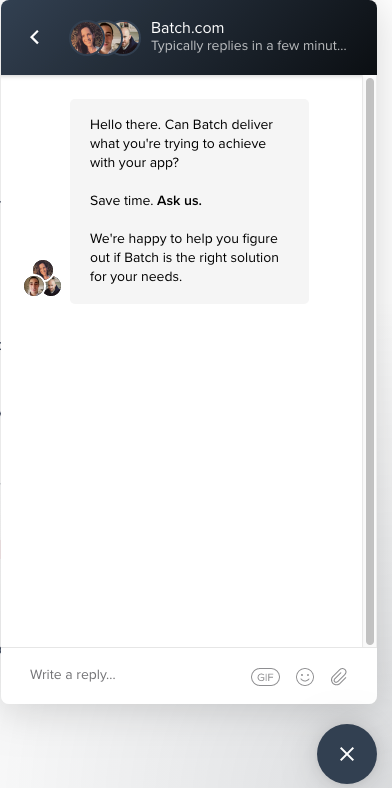 Batch.com
Typically replies in a few minut...
Hello there. Can Batch deliver
what you're trying to achieve
with your app?
Save time. Ask us.
We're happy to help you figure
out if Batch is the right solution
for your needs.
Write a reply...
GIF